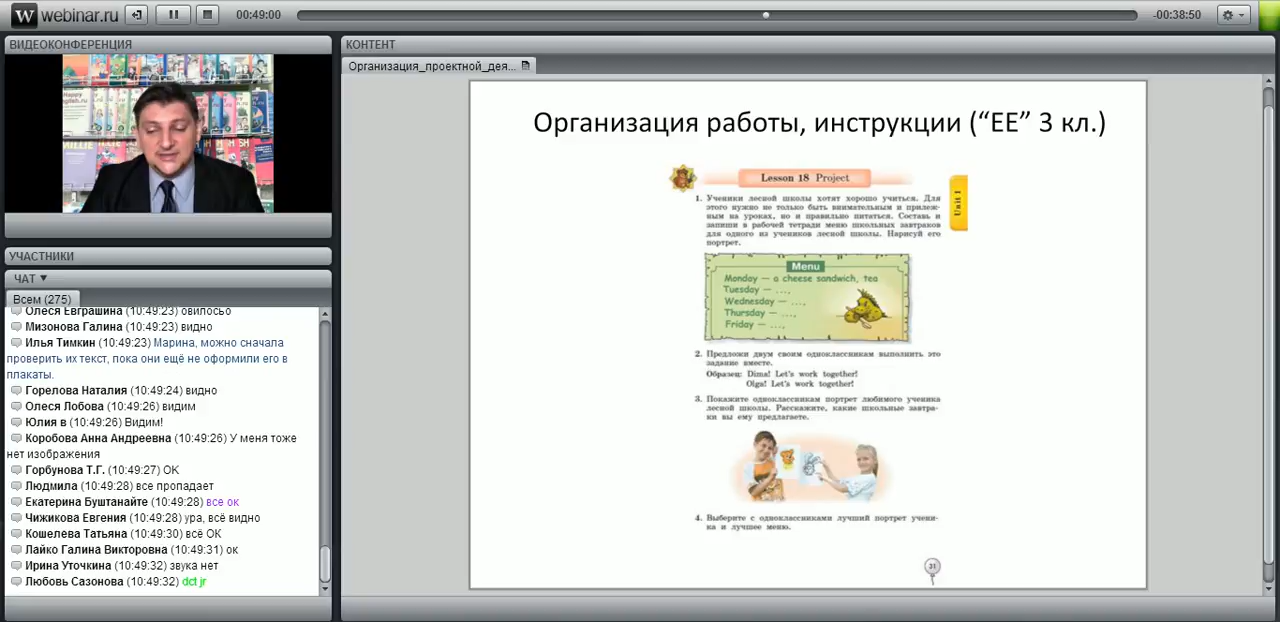 webinar.ru
00:49:00
-00:38:50
ВИДЕОКОНФЕРЕНЦИЯ
УЧАСТНИКИ
ЧАТ
Всем (275)
Олеся Евграшина (10:49:23) овилосьо
Мизонова Галина (10:49:23) видно
Илья Тимкин (10:49:23) Марина, можно сначала
проверить их текст, пока они ещё не оформили его в
плакаты.
Горелова Наталия (10:49:24) видно
Олеся Лобова (10:49:26) видим
Юлия в (10:49:26) Видим!
Коробова Анна Андреевна (10:49:26) У меня тоже
нет изображения
Горбунова Т.Г. (10:49:27) ОК
Людмила (10:49:28) все пропадает
Екатерина Буштанайте (10:49:28) все ок
Чижикова Евгения (10:49:28) ура, всё видно
Кошелева Татьяна (10:49:30) всё ОК
Лайко Галина Викторовна (10:49:31) ок
Ирина Уточкина (10:49:32) звука нет
Любовь Сазонова (10:49:32) dct jr
КОНТЕНТ
Организация_проектной_дея...
Организация работы, инструкции (“ЕЕ” 3 кл.)
Lesson 18 Project
Unit 1
1. Ученики лесной школы хотят хорошо учиться. Для
этого нужно не только быть внимательным и прилеж-
ным на уроках, но и правильно питаться. Составь и
запиши в рабочей тетради меню школьных завтраков
для одного из учеников лесной школы. Нарисуй его
портрет.
Menu
Monday — a cheese sandwich, tea
Tuesday — ...,
Wednesday — ...,
Thursday — ...,
Friday — ...,
2. Предложи двум своим одноклассникам выполнить это
задание вместе.
Образец: Dima! Let's work together!
Olga! Let's work together!
3. Покажите одноклассникам портрет любимого ученика
лесной школы. Расскажите, какие школьные завтра-
ки вы ему предлагаете.
4. Выберите с одноклассниками лучший портрет учени-
ка и лучшее меню.
31